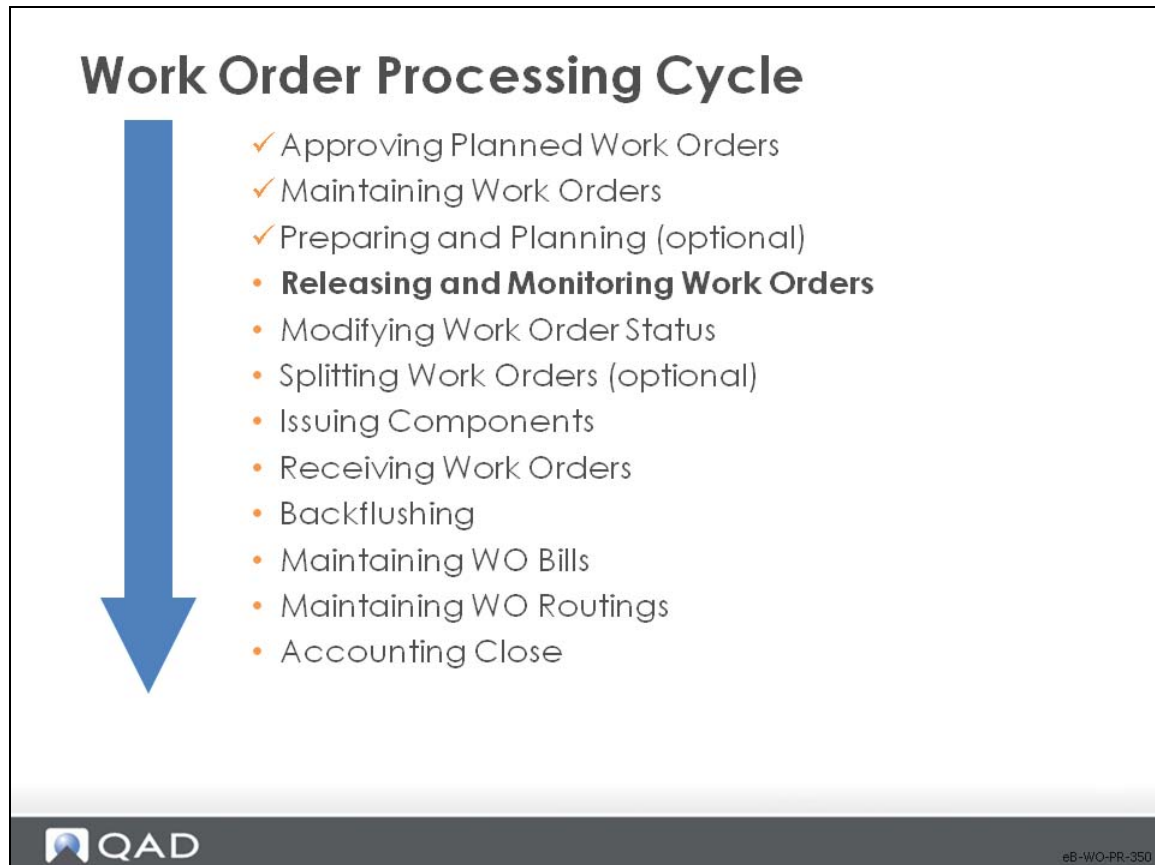 Work Order Processing Cycle
✓ Approving Planned Work Orders
✓ Maintaining Work Orders
✓ Preparing and Planning (optional)
• Releasing and Monitoring Work Orders
• Modifying Work Order Status
• Splitting Work Orders (optional)
• Issuing Components
• Receiving Work Orders
• Backflushing
• Maintaining WO Bills
• Maintaining WO Routings
• Accounting Close
QAD
eB-WO-PR-350